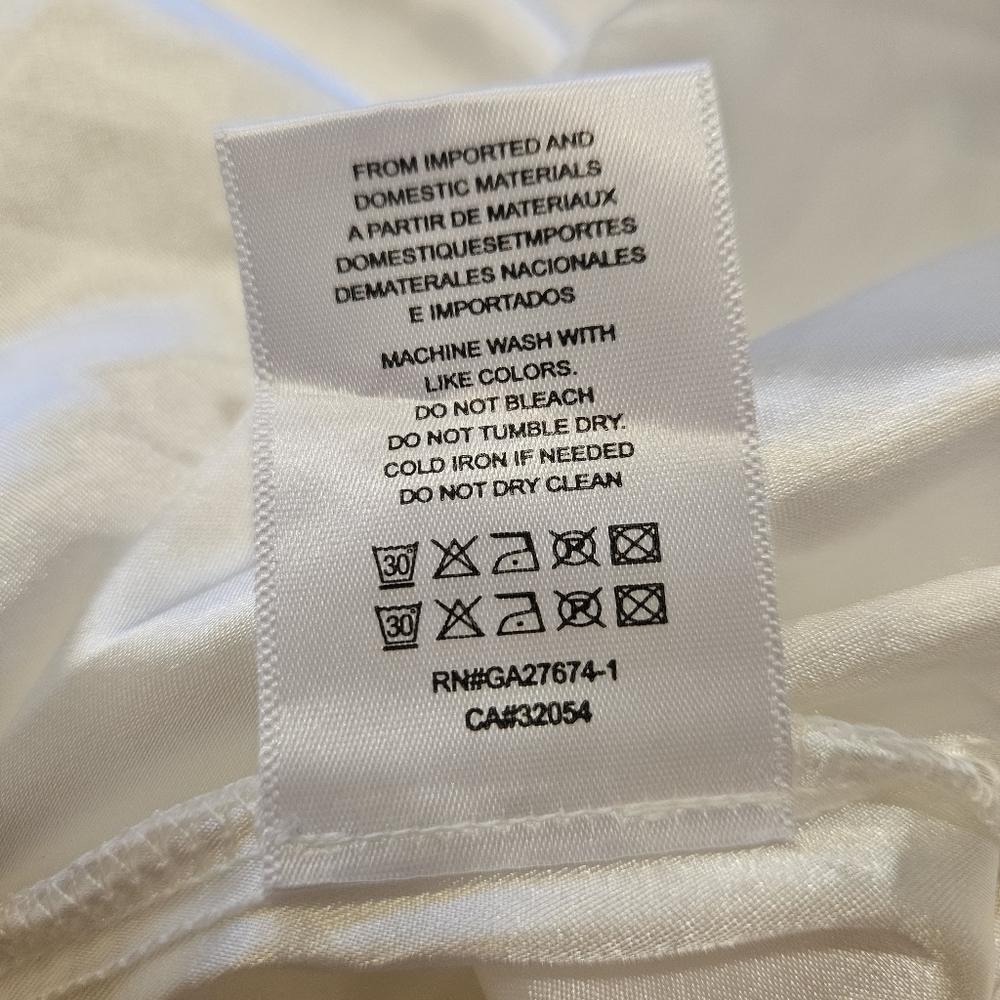 FROM IMPORTED AND
DOMESTIC MATERIALS
A PARTIR DE MATERIAUX
DOMESTIQUESETMPORTES
DEMATERALES NACIONALES
E IMPORTADOS
MACHINE WASH WITH
LIKE COLORS.
DO NOT BLEACH
DO NOT TUMBLE DRY.
COLD IRON IF NEEDED
DO NOT DRY CLEAN
30° P
30° P
RN#GA27674-1
CA#32054